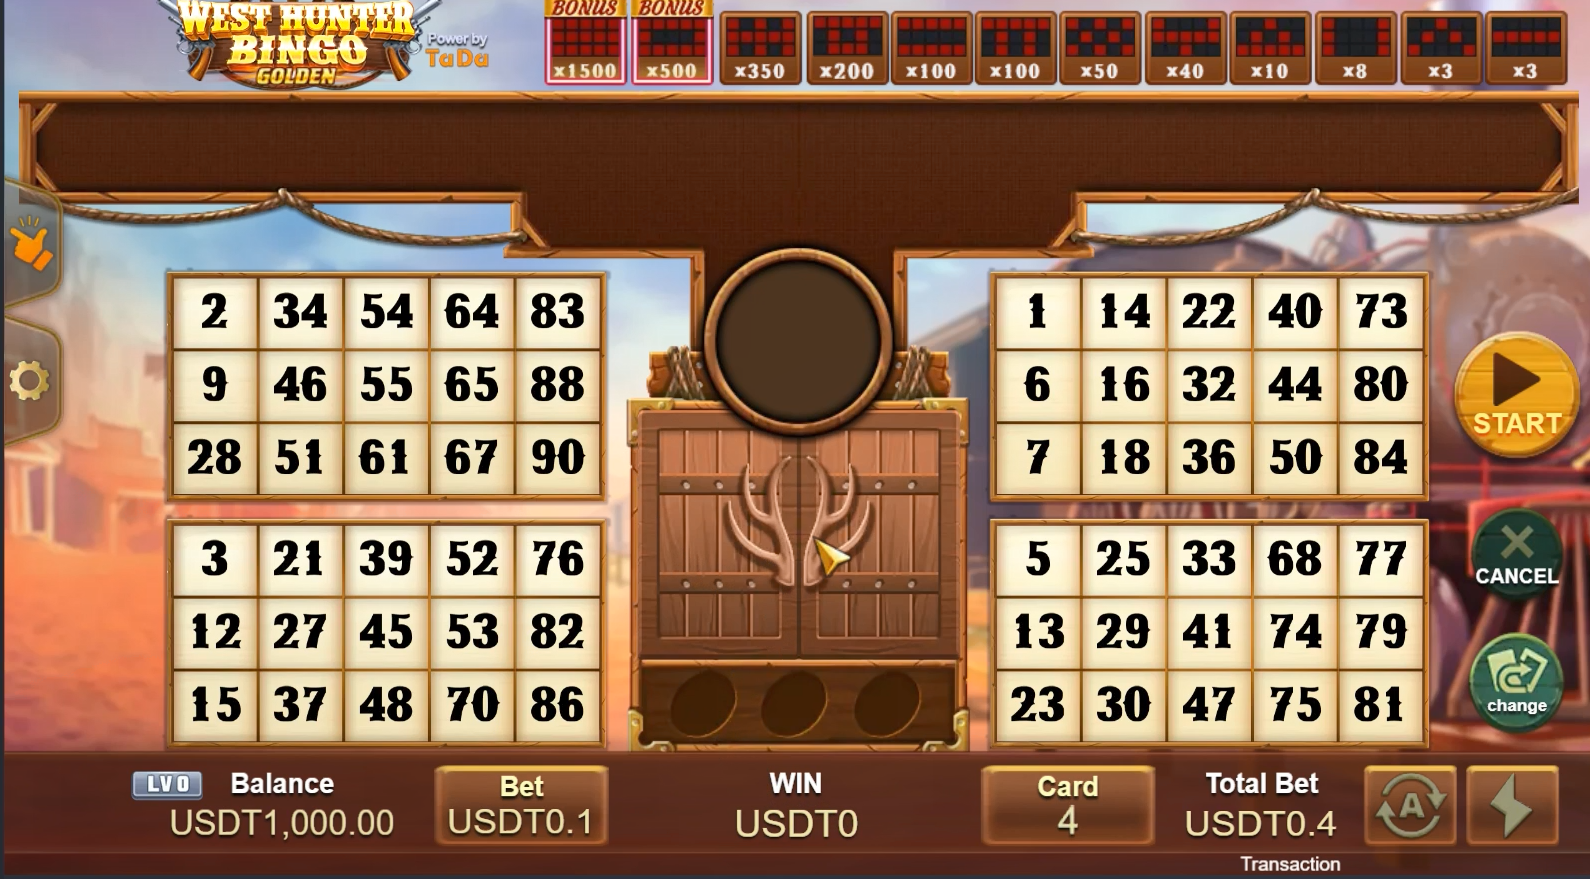 WEST HUNTER
BINGO
GOLDEN
Power by
TaDa
BONUS BONUS
x1500 x500 x350 x200 x100 x100 x50 x40 x10 x8 x3 x3
2 34 54 64 83
9 46 55 65 88
28 51 61 67 90
1 14 22 40 73
6 16 32 44 80
7 18 36 50 84
START
3 21 39 52 76
12 27 45 53 82
15 37 48 70 86
5 25 33 68 77
13 29 41 74 79
23 30 47 75 81
CANCEL
change
LV0 Balance
USDT1,000.00
Bet
USDT0.1
WIN
USDT0
Card
4
Total Bet
USDT0.4
A
Transaction